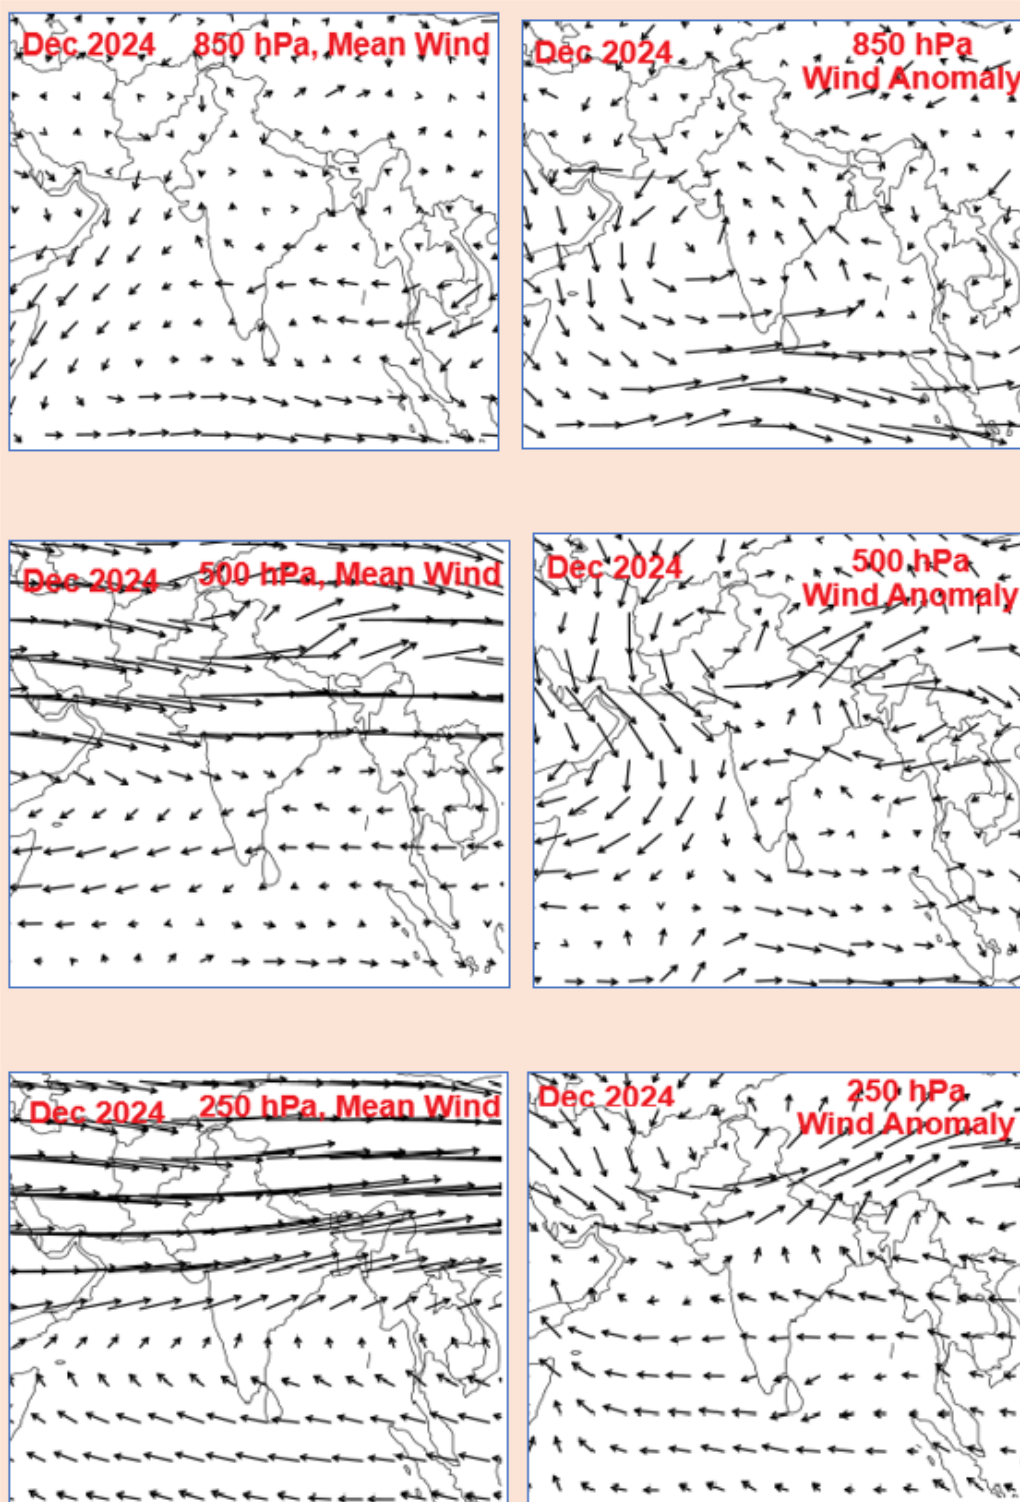 Dec 2024 850 hPa, Mean Wind
Dec 2024 850 hPa
Wind Anomaly
Dec 2024 500 hPa, Mean Wind
Dec 2024 500 hPa
Wind Anomaly
Dec 2024 250 hPa, Mean Wind
Dec 2024 250 hPa
Wind Anomaly